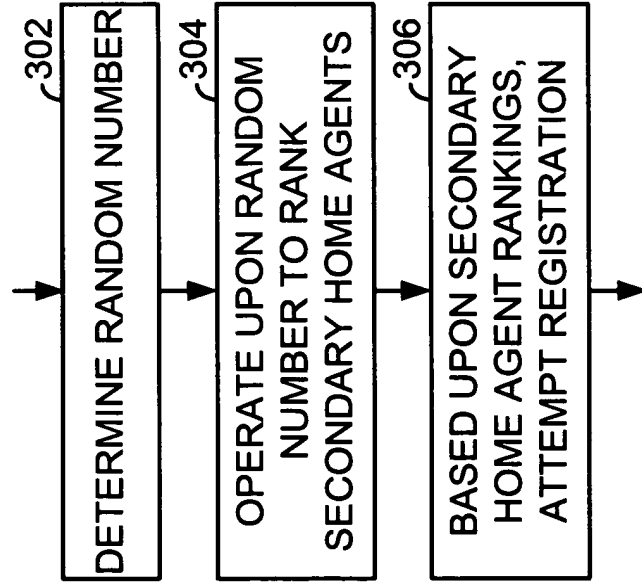 302
DETERMINE RANDOM NUMBER
304
OPERATE UPON RANDOM
NUMBER TO RANK
SECONDARY HOME AGENTS
306
BASED UPON SECONDARY
HOME AGENT RANKINGS,
ATTEMPT REGISTRATION